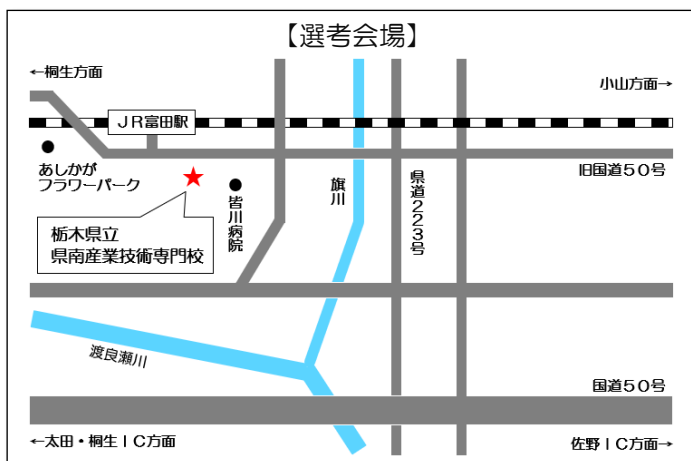 【選考会場】
←桐生方面
小山方面→
ＪＲ富田駅
あしかが
フラワーパーク
旧国道５０号
皆川病院
旗川
県道２２３号
栃木県立
県南産業技術専門校
渡良瀬川
国道５０号
←太田・桐生ＩＣ方面
佐野ＩＣ方面→